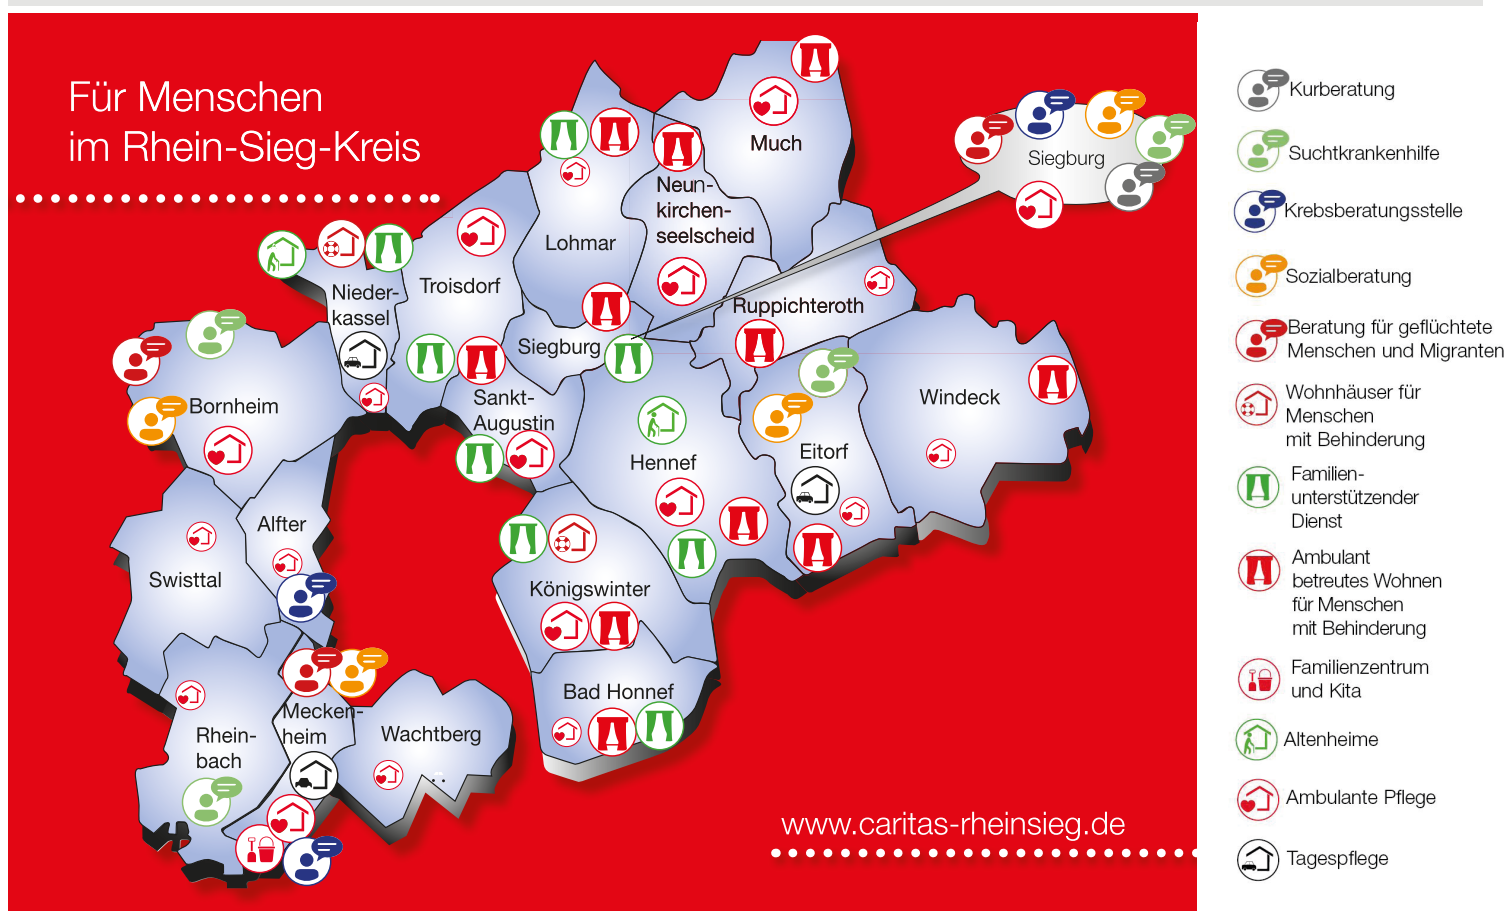 Für Menschen
im Rhein-Sieg-Kreis
Much
Siegburg
Neun-
kirchen-
seelscheid
Lohmar
Troisdorf
Nieder-
kassel
Ruppichteroth
Siegburg
Sankt-
Augustin
Windeck
Bornheim
Eitorf
Hennef
Alfter
Swisttal
Königswinter
Bad Honnef
Mecken-
heim
Wachtberg
Rhein-
bach
www.caritas-rheinsieg.de
Kurberatung
Suchtkrankenhilfe
Krebsberatungsstelle
Sozialberatung
Beratung für geflüchtete
Menschen und Migranten
Wohnhäuser für
Menschen
mit Behinderung
Familien-
unterstützender
Dienst
Ambulant
betreutes Wohnen
für Menschen
mit Behinderung
Familienzentrum
und Kita
Altenheime
Ambulante Pflege
Tagespflege